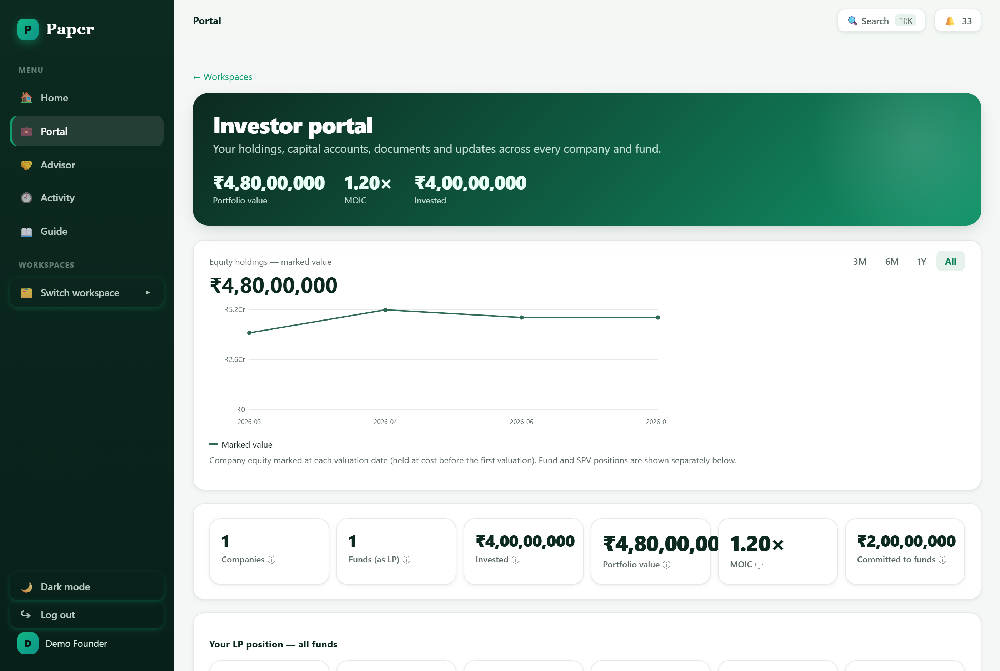 P Paper
MENU
Home
Portal
Advisor
Activity
Guide
WORKSPACES
Switch workspace
Dark mode
Log out
D Demo Founder
Portal
Search ⌘K
33
← Workspaces
Investor portal
Your holdings, capital accounts, documents and updates across every company and fund.
₹4,80,00,000 1.20× ₹4,00,00,000
Portfolio value MOIC Invested
Equity holdings — marked value
3M 6M 1Y All
₹4,80,00,000
₹5.2Cr
₹2.6Cr
₹0
2026-03 2026-04 2026-06 2026-0
Marked value
Company equity marked at each valuation date (held at cost before the first valuation). Fund and SPV positions are shown separately below.
1
Companies ⓘ
1
Funds (as LP) ⓘ
₹4,00,00,000
Invested ⓘ
₹4,80,00,00
Portfolio value ⓘ
1.20×
MOIC ⓘ
₹2,00,00,000
Committed to funds ⓘ
Your LP position — all funds